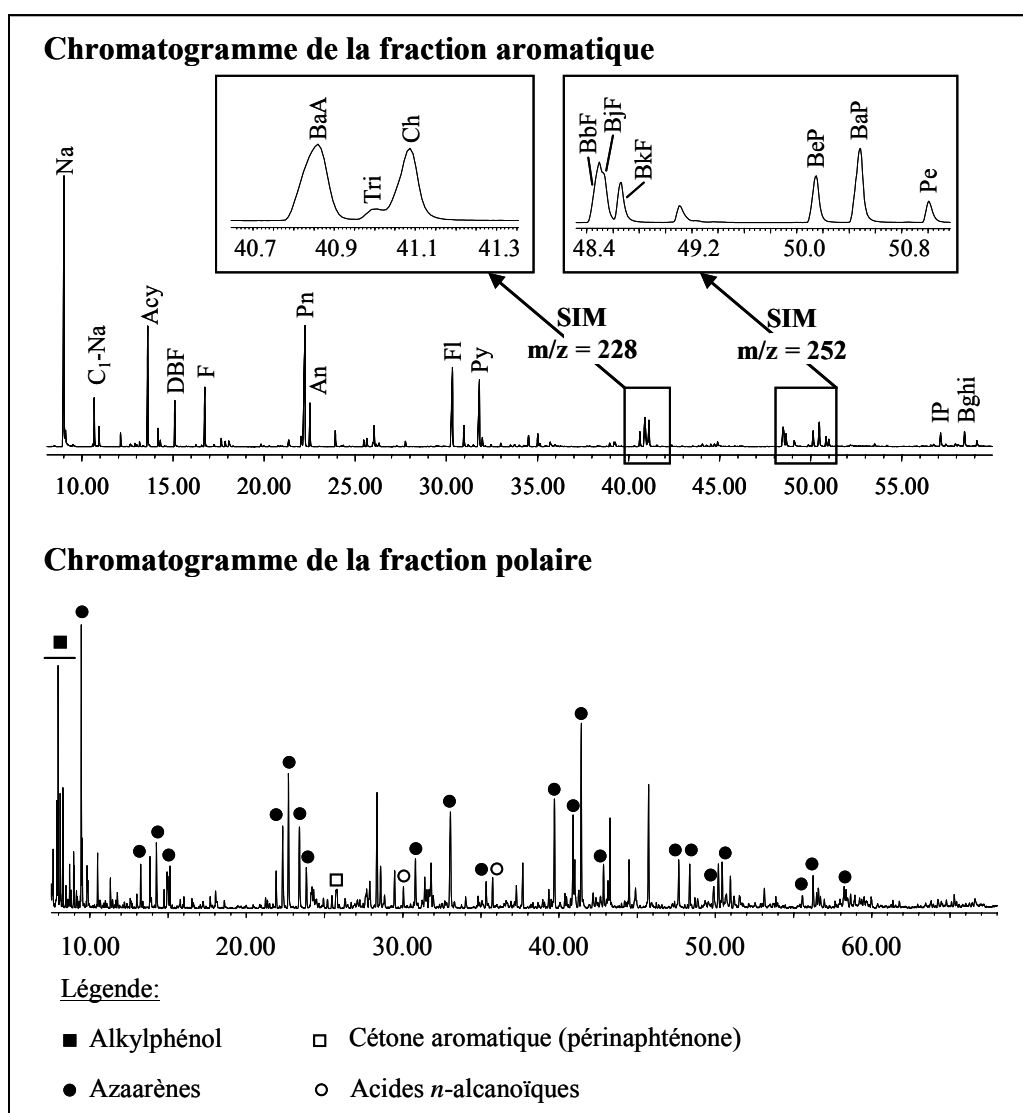 Chromatogramme de la fraction aromatique
BaA
Tri
Ch
40.7 40.9 41.1 41.3
BbF
BjF
BkF
BeP
BaP
Pe
48.4 49.2 50.0 50.8
Na
C1-Na
Acy
DBF
F
Pn
An
Fl
Py
SIM
m/z = 228
SIM
m/z = 252
IP
Bghi
10.00 15.00 20.00 25.00 30.00 35.00 40.00 45.00 50.00 55.00
Chromatogramme de la fraction polaire
10.00 20.00 30.00 40.00 50.00 60.00
Légende:
■ Alkylphénol
□ Cétone aromatique (périnaphténone)
● Azaarènes
○ Acides n-alcanoïques